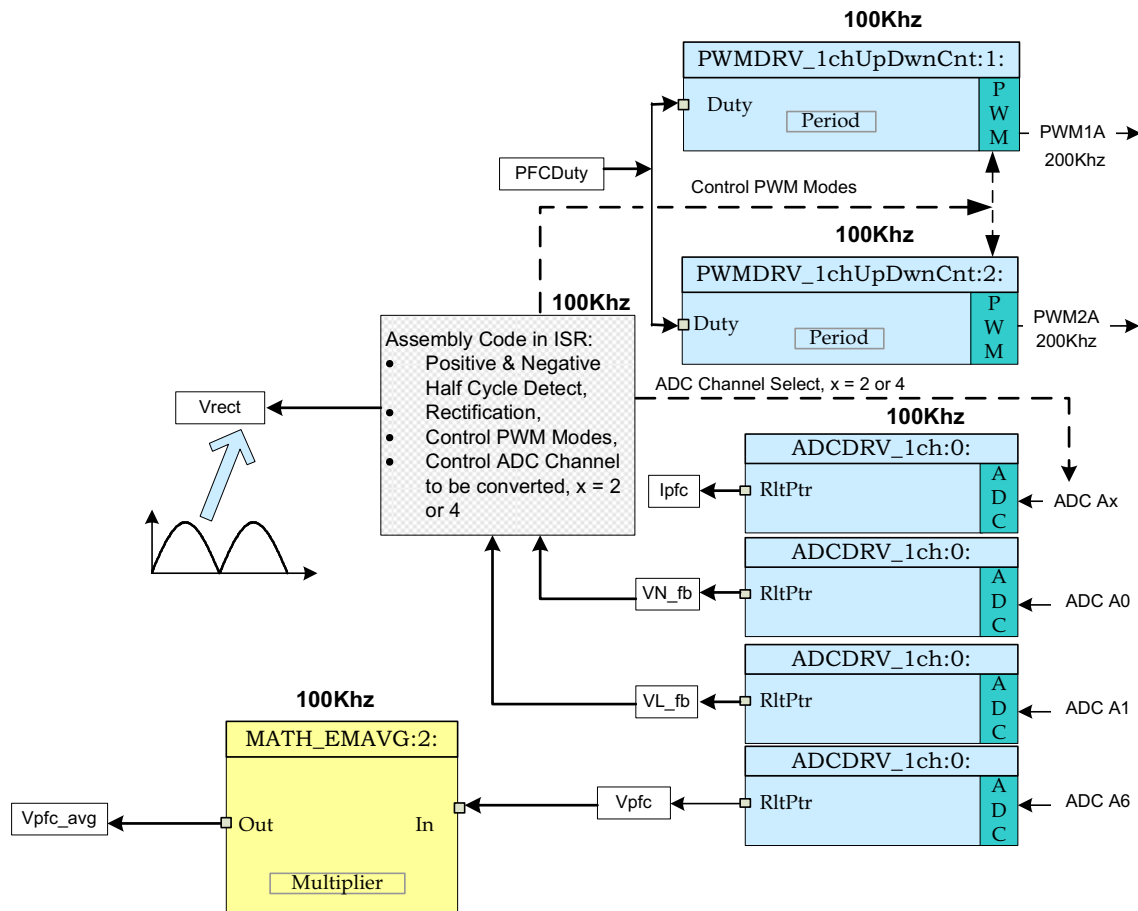 100Khz
PWMDRV_1chUpDwnCnt:1:
Duty
Period
P
W
M
PWM1A
200Khz
PFCDuty
Control PWM Modes
100Khz
PWMDRV_1chUpDwnCnt:2:
Duty
Period
P
W
M
PWM2A
200Khz
100Khz
Assembly Code in ISR:
• Positive & Negative
Half Cycle Detect,
• Rectification,
• Control PWM Modes,
• Control ADC Channel
to be converted, x = 2
or 4
Vrect
ADC Channel Select, x = 2 or 4
100Khz
ADCDRV_1ch:0:
Ipfc
RltPtr
A
D
C
ADC Ax
ADCDRV_1ch:0:
VN_fb
RltPtr
A
D
C
ADC A0
ADCDRV_1ch:0:
VL_fb
RltPtr
A
D
C
ADC A1
ADCDRV_1ch:0:
Vpfc
RltPtr
A
D
C
ADC A6
100Khz
MATH_EMAVG:2:
Vpfc_avg
Out
In
Multiplier